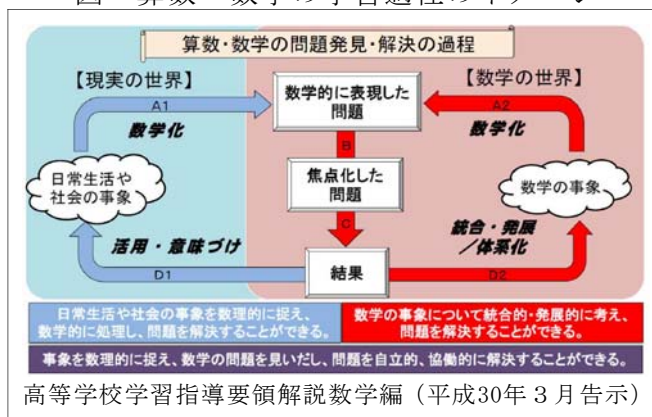 算数・数学の問題発見・解決の過程
【現実の世界】
【数学の世界】
A1
数学的に表現した
問題
A2
数学化
数学化
B
日常生活や
社会の事象
焦点化した
問題
数学の事象
C
活用・意味づけ
統合・発展
/体系化
D1
結果
D2
日常生活や社会の事象を数理的に捉え、
数学的に処理し、問題を解決することができる。
数学の事象について統合的・発展的に考え、
問題を解決することができる。
事象を数理的に捉え、数学の問題を見いだし、問題を自立的、協働的に解決することができる。
高等学校学習指導要領解説数学編（平成30年3月告示）